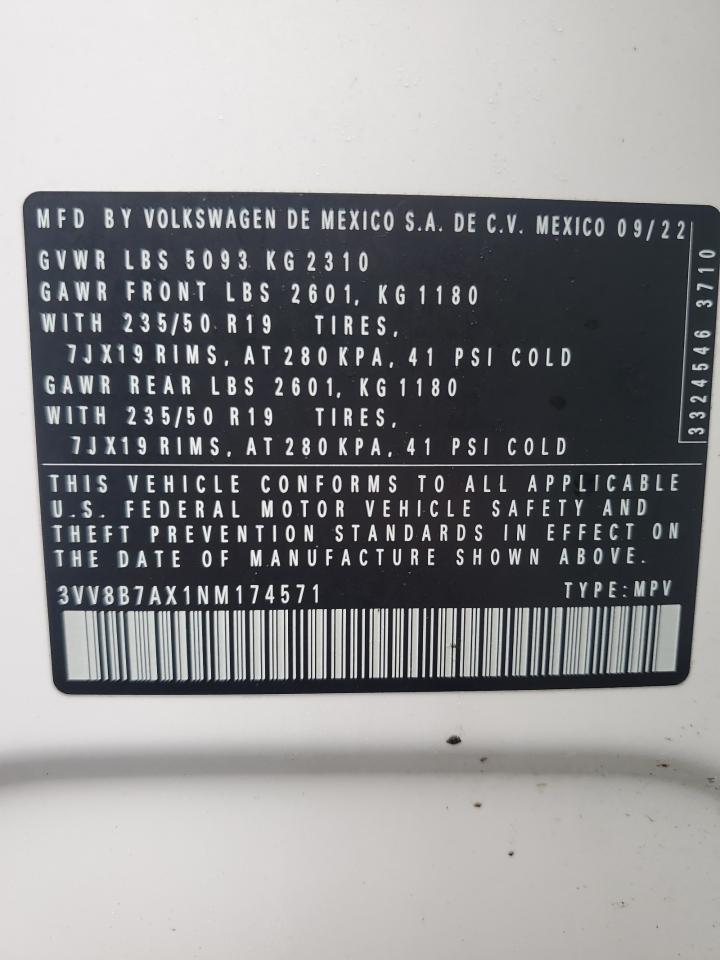 MFD BY VOLKSWAGEN DE MEXICO S.A. DE C.V. MEXICO 09/22
GVWR LBS 5093 KG 2310
GAWR FRONT LBS 2601, KG 1180
WITH 235/50 R19 TIRES,
7JX19 RIMS, AT 280 KPA, 41 PSI COLD
GAWR REAR LBS 2601, KG 1180
WITH 235/50 R19 TIRES,
7JX19 RIMS, AT 280 KPA, 41 PSI COLD
3324546 3710
THIS VEHICLE CONFORMS TO ALL APPLICABLE
U.S. FEDERAL MOTOR VEHICLE SAFETY AND
THEFT PREVENTION STANDARDS IN EFFECT ON
THE DATE OF MANUFACTURE SHOWN ABOVE.
3VV8B7AX1NM174571 TYPE:MPV